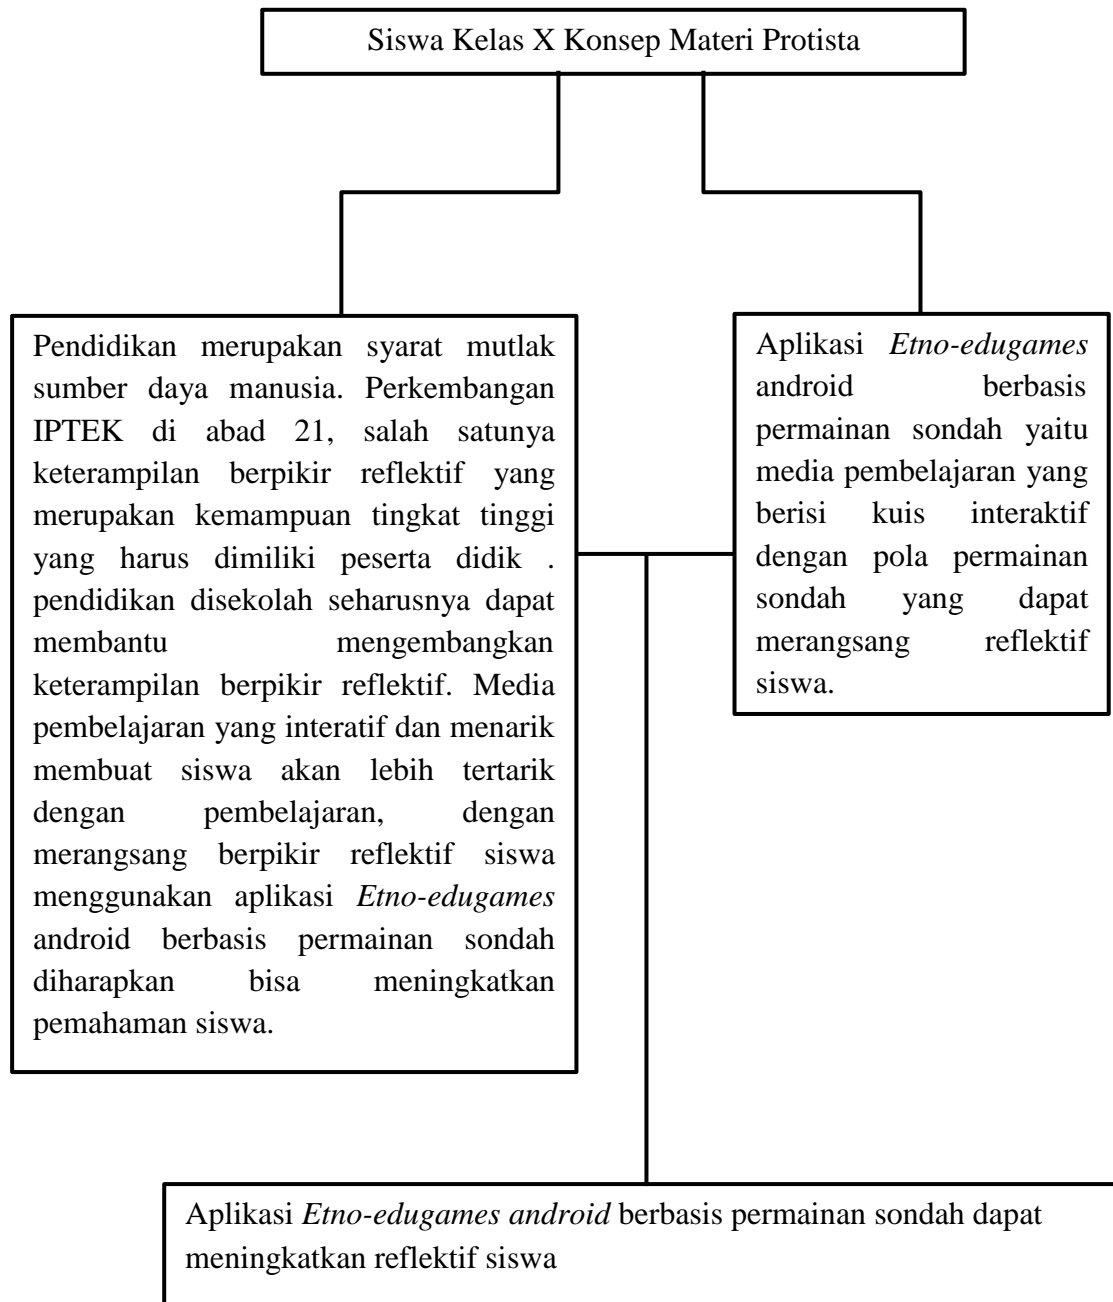 Siswa Kelas X Konsep Materi Protista
Pendidikan merupakan syarat mutlak
sumber daya manusia. Perkembangan
IPTEK di abad 21, salah satunya
keterampilan berpikir reflektif yang
merupakan kemampuan tingkat tinggi
yang harus dimiliki peserta didik .
pendidikan disekolah seharusnya dapat
membantu mengembangkan
keterampilan berpikir reflektif. Media
pembelajaran yang interatif dan menarik
membuat siswa akan lebih tertarik
dengan pembelajaran, dengan
merangsang berpikir reflektif siswa
menggunakan aplikasi Etno-edugames
android berbasis permainan sondah
diharapkan bisa meningkatkan
pemahaman siswa.
Aplikasi Etno-edugames
android berbasis
permainan sondah yaitu
media pembelajaran yang
berisi kuis interaktif
dengan pola permainan
sondah yang dapat
merangsang reflektif
siswa.
Aplikasi Etno-edugames android berbasis permainan sondah dapat
meningkatkan reflektif siswa